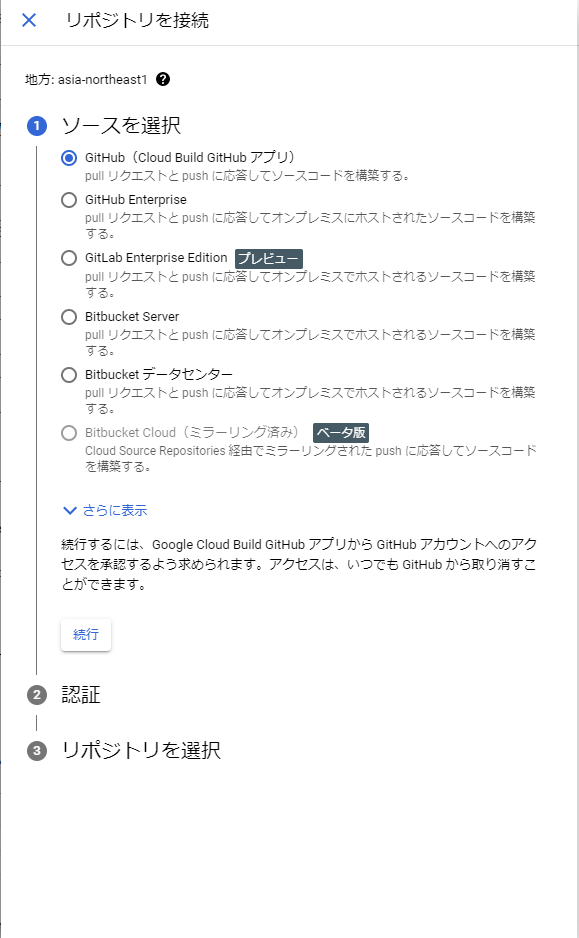 リポジトリを接続
地方: asia-northeast1
1 ソースを選択
GitHub（Cloud Build GitHub アプリ）
pull リクエストと push に応答してソースコードを構築する。
GitHub Enterprise
pull リクエストと push に応答してオンプレミスにホストされたソースコードを構築
する。
GitLab Enterprise Edition プレビュー
pull リクエストと push に応答してオンプレミスでホストされるソースコードを構築
する。
Bitbucket Server
pull リクエストと push に応答してオンプレミスでホストされるソースコードを構築
する。
Bitbucket データセンター
pull リクエストと push に応答してオンプレミスでホストされるソースコードを構築
する。
Bitbucket Cloud（ミラーリング済み） ベータ版
Cloud Source Repositories 経由でミラーリングされた push に応答してソースコード
を構築する。
さらに表示
続行するには、Google Cloud Build GitHub アプリから GitHub アカウントへのアク
セスを承認するよう求められます。アクセスは、いつでも GitHub から取り消すこ
とができます。
続行
2 認証
3 リポジトリを選択